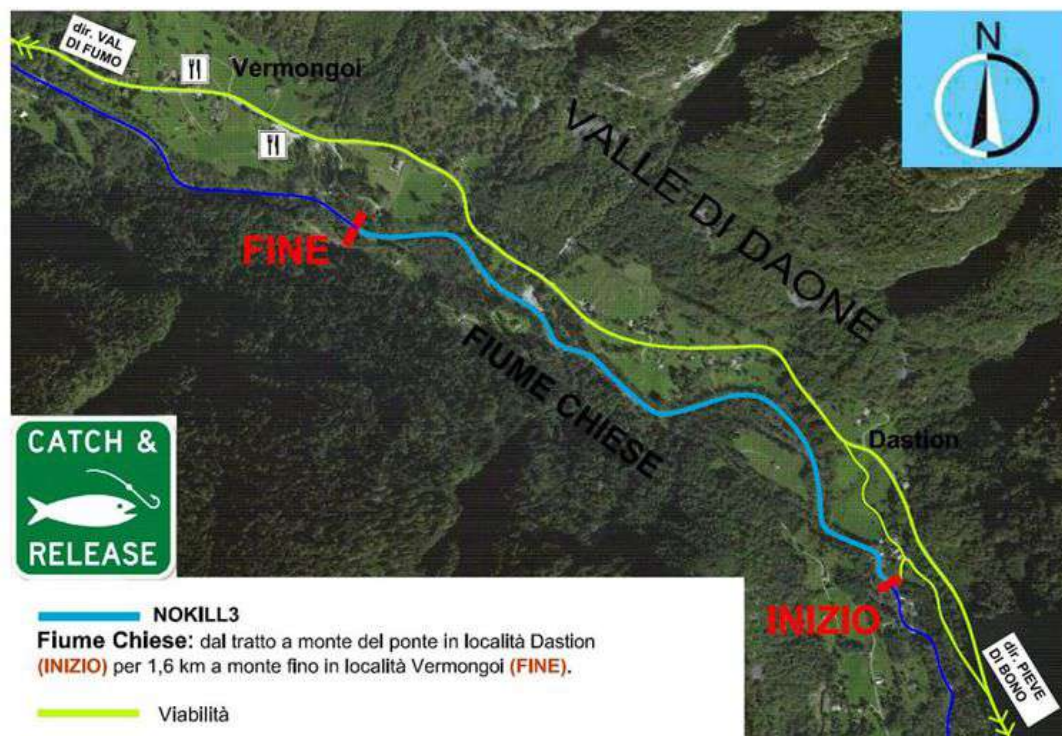 dir. VAL
DI FUMO
Vermongoi
N
VALLE DI DAONE
FINE
FIUME CHIESE
Dastion
CATCH &
RELEASE
INIZIO
dir. PIEVE
DI BONO
NOKILL3
Fiume Chiese: dal tratto a monte del ponte in località Dastion
(INIZIO) per 1,6 km a monte fino in località Vermongoi (FINE).
Viabilità